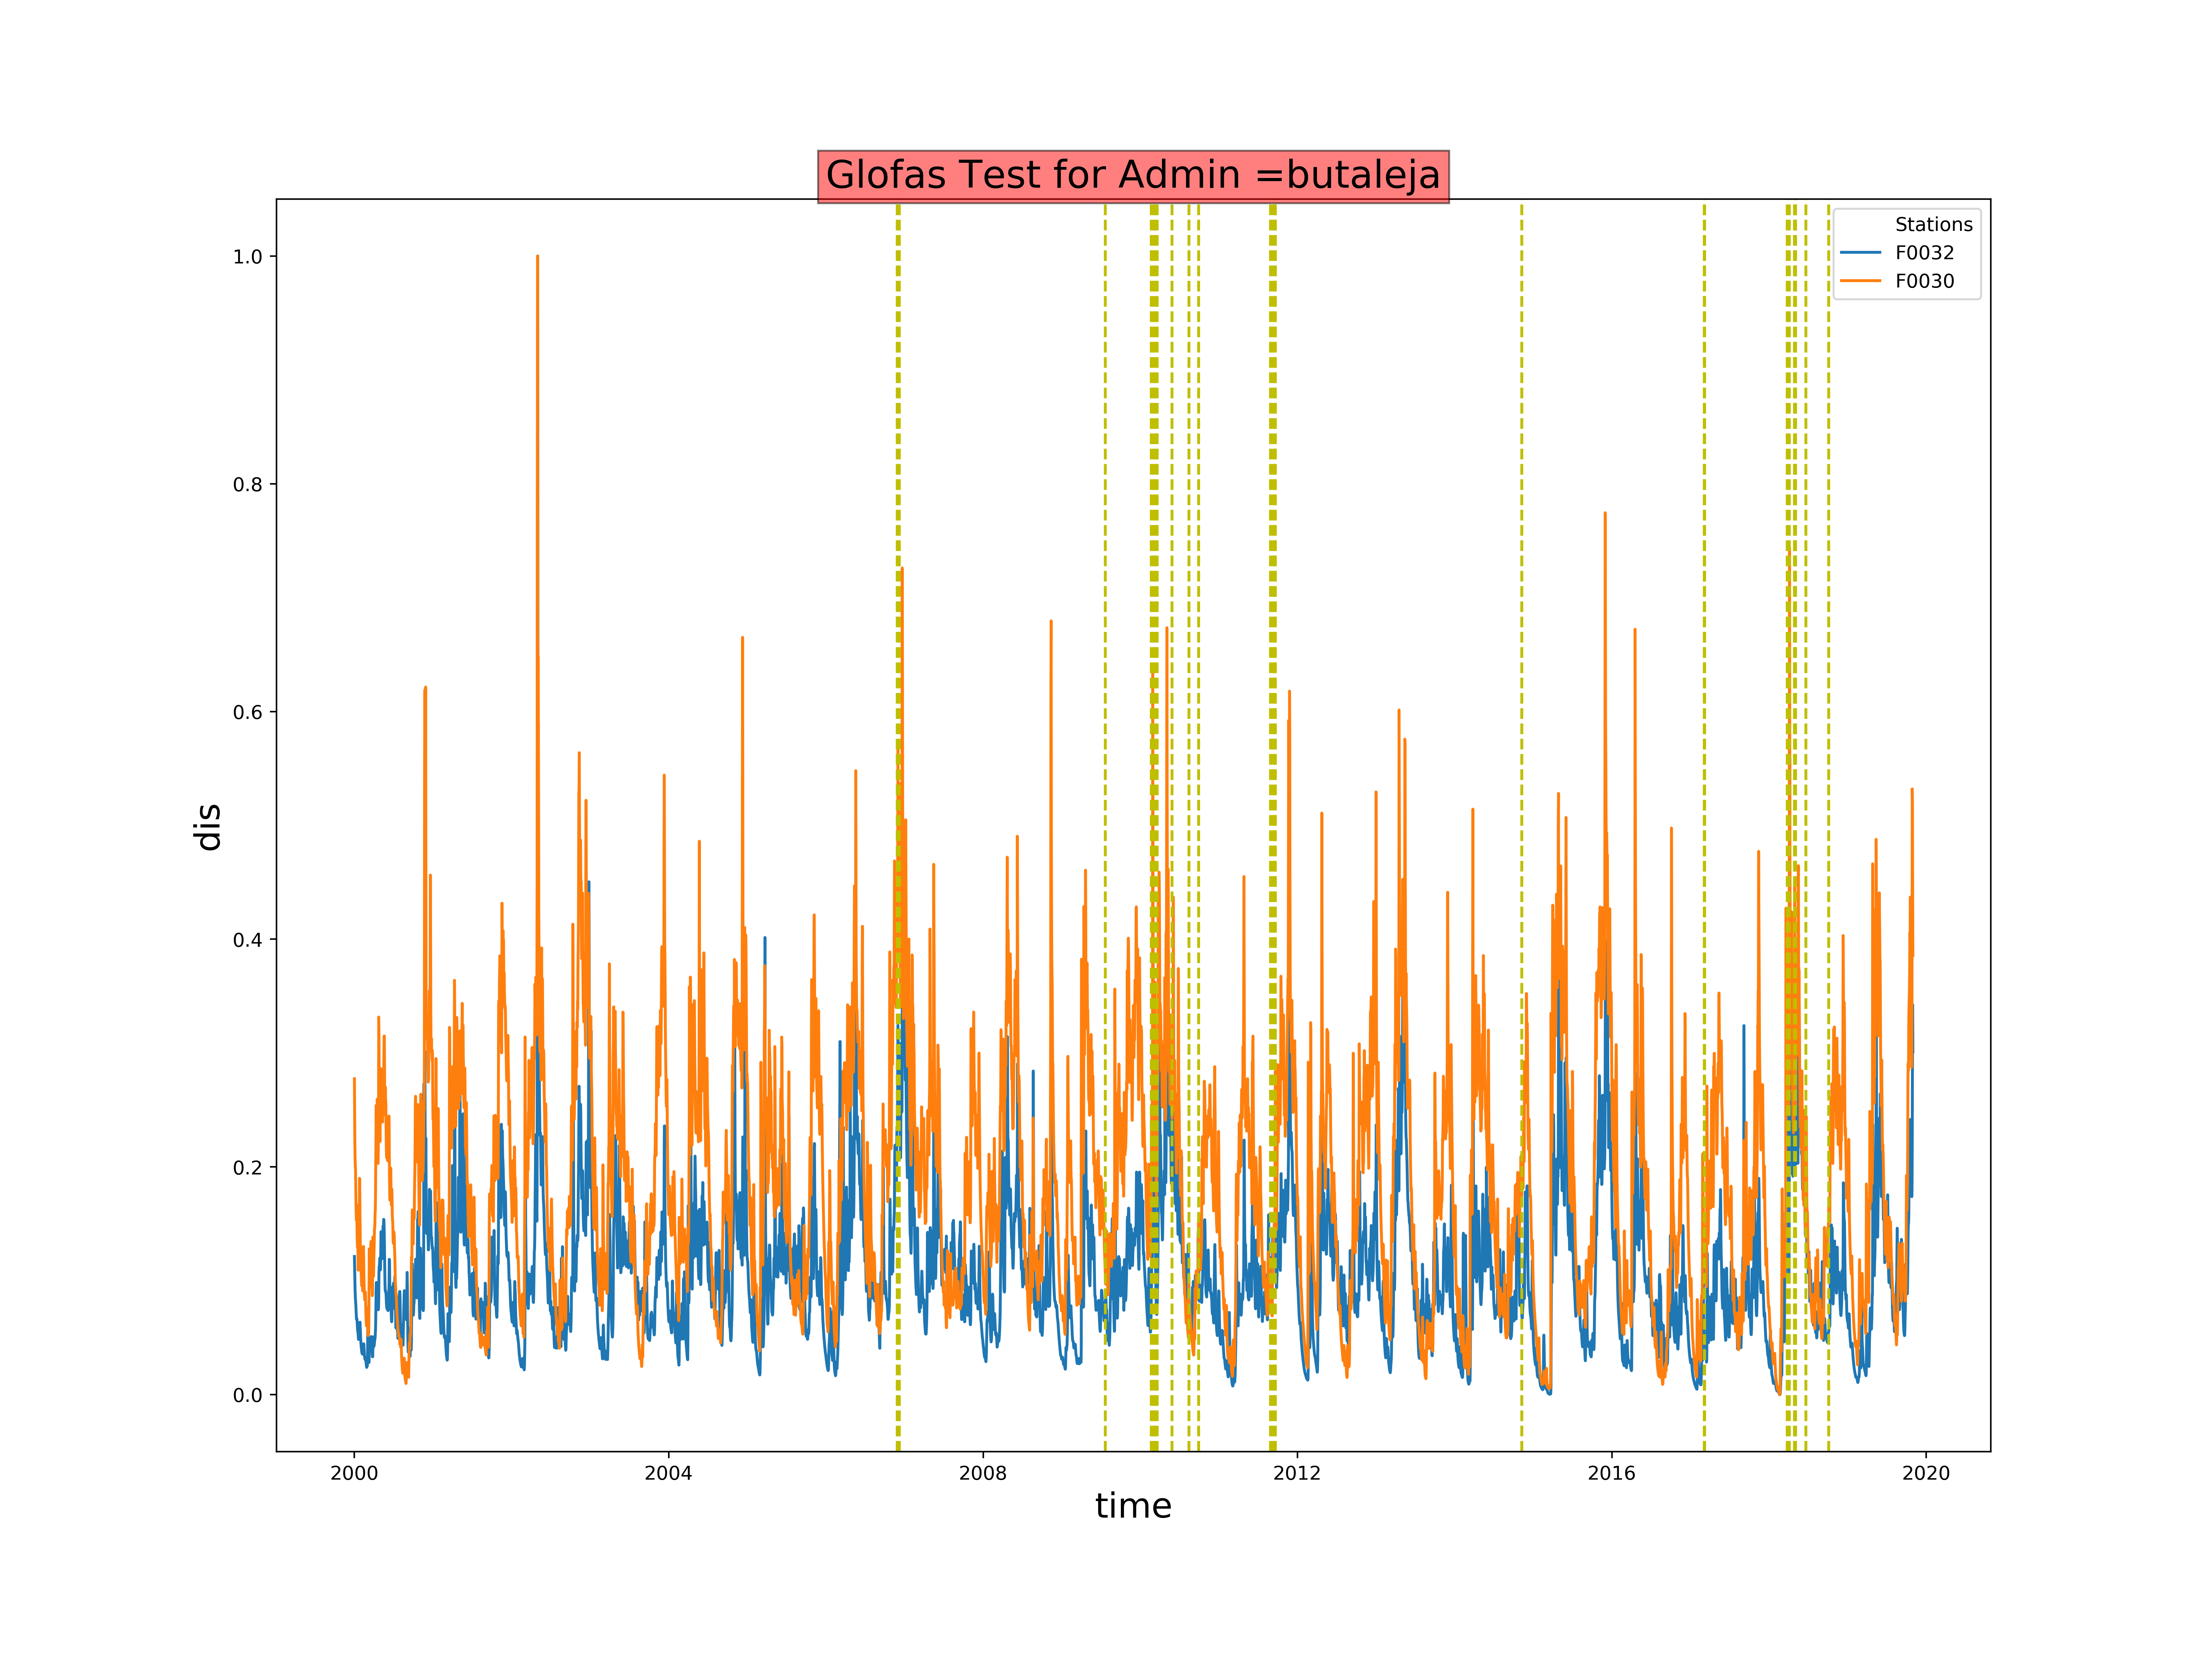 Glofas Test for Admin =butaleja
Stations
F0032
F0030
1.0
0.8
0.6
0.4
0.2
0.0
dis
2000 2004 2008 2012 2016 2020
time